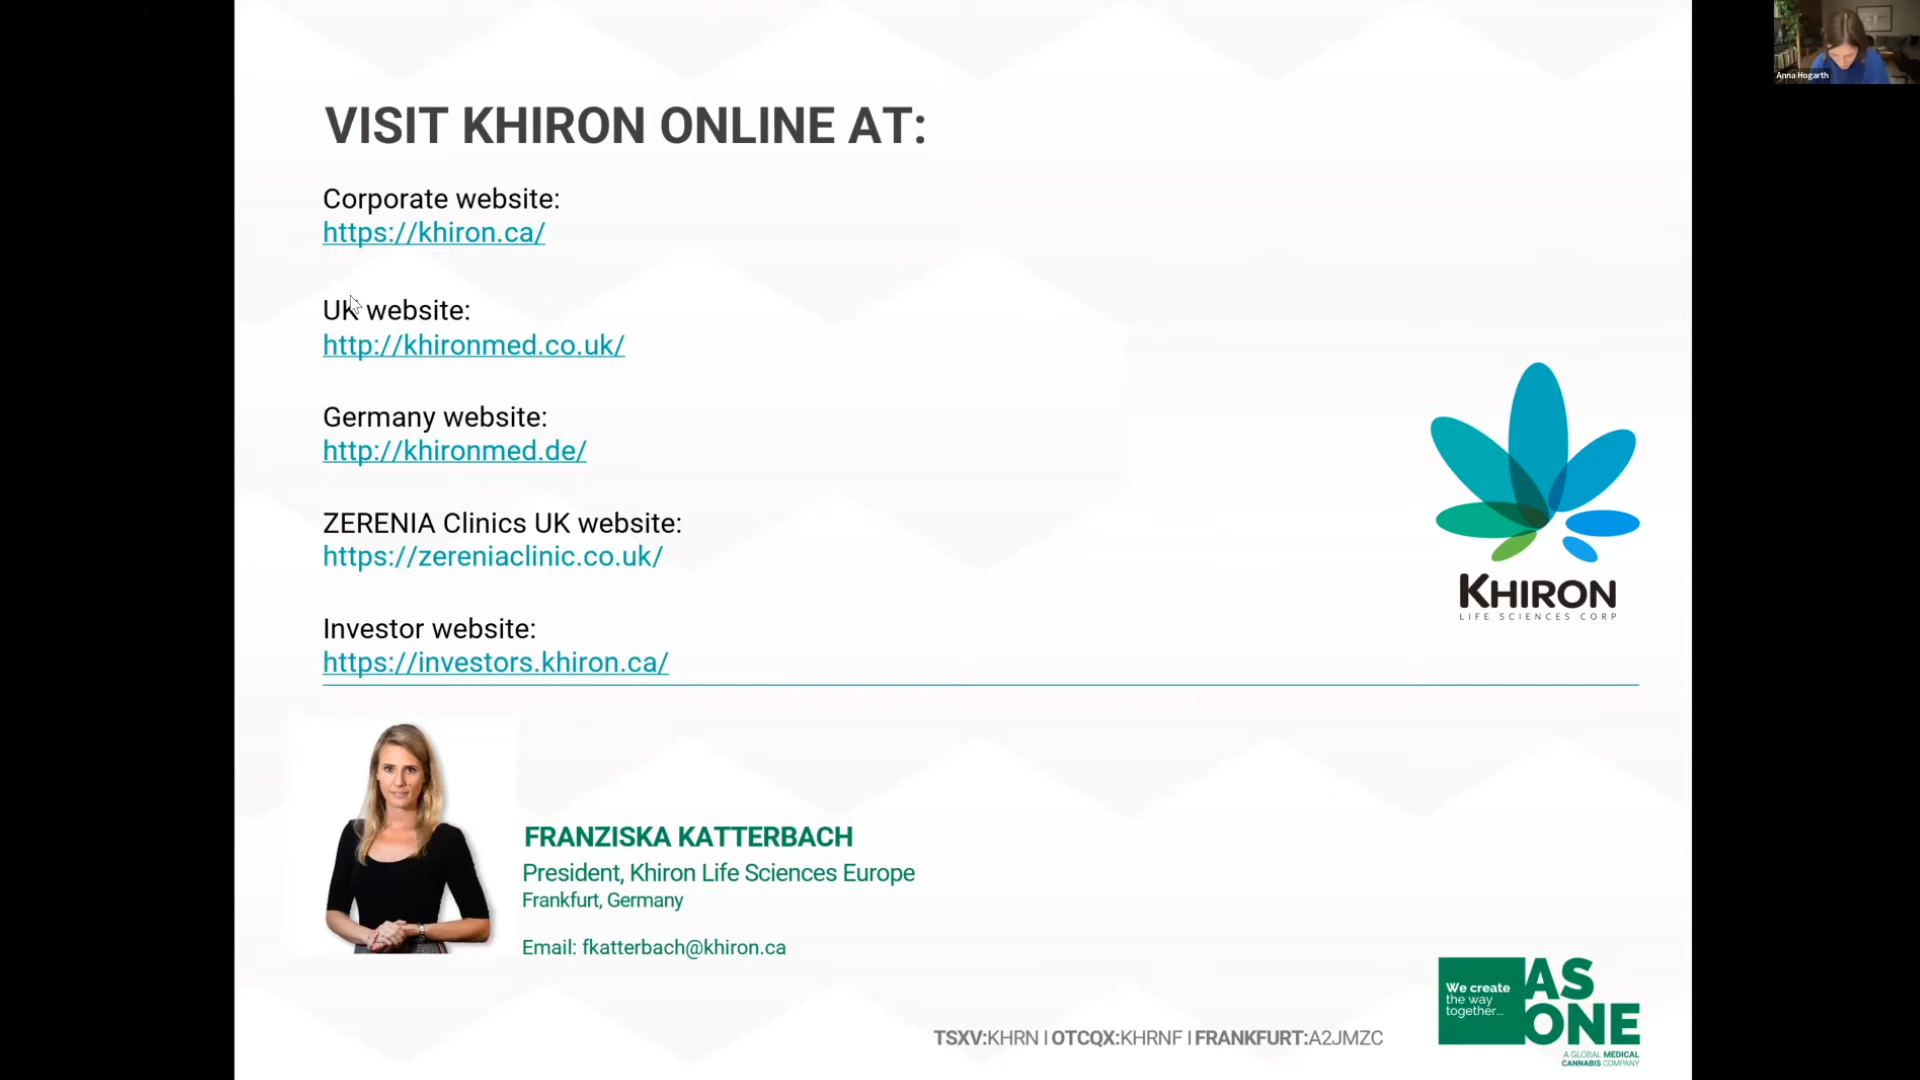 Anna Hogarth
VISIT KHIRON ONLINE AT:
Corporate website:
https://khiron.ca/
UK website:
http://khironmed.co.uk/
Germany website:
http://khironmed.de/
ZERENIA Clinics UK website:
https://zereniaclinic.co.uk/
Investor website:
https://investors.khiron.ca/
KHIRON
LIFE SCIENCES CORP
FRANZISKA KATTERBACH
President, Khiron Life Sciences Europe
Frankfurt, Germany
Email: fkatterbach@khiron.ca
TSXV:KHRN I OTCQX:KHRNF I FRANKFURT:A2JMZC
We create
the way
together...
AS
ONE
A GLOBAL MEDICAL
CANNABIS COMPANY